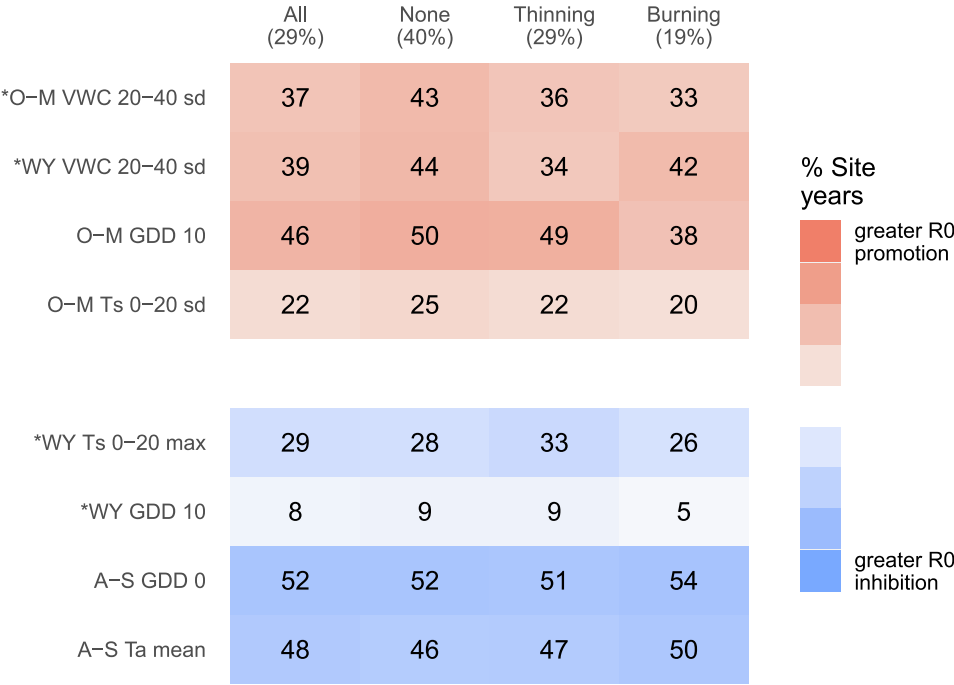 All None Thinning Burning
(29%) (40%) (29%) (19%)
*O−M VWC 20−40 sd 37 43 36 33
*WY VWC 20−40 sd 39 44 34 42
O−M GDD 10 46 50 49 38
O−M Ts 0−20 sd 22 25 22 20
*WY Ts 0−20 max 29 28 33 26
*WY GDD 10 8 9 9 5
A−S GDD 0 52 52 51 54
A−S Ta mean 48 46 47 50
% Site
years
greater R0
promotion
greater R0
inhibition